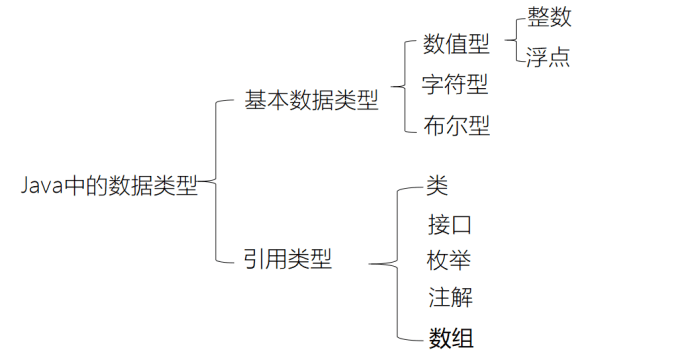 Java中的数据类型
基本数据类型
数值型
整数
浮点
字符型
布尔型
引用类型
类
接口
枚举
注解
数组